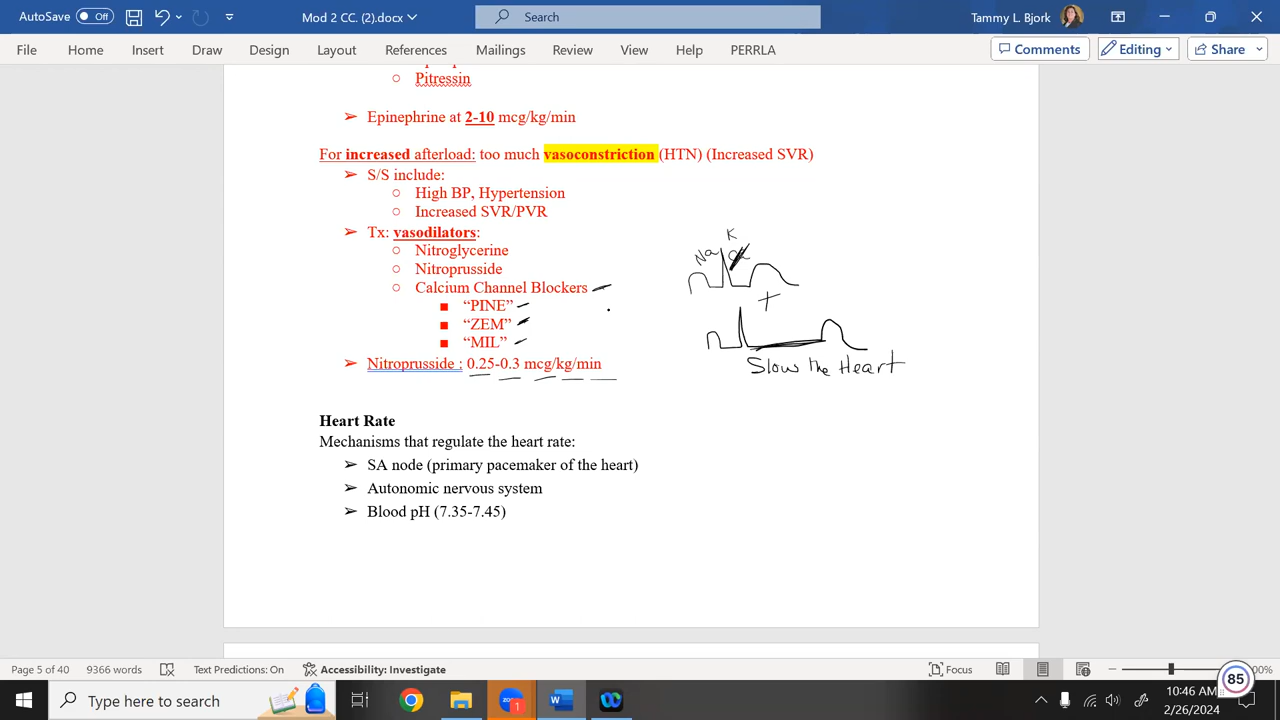 AutoSave Off Mod 2 CC. (2).docx Search Tammy L. Bjork
File Home Insert Draw Design Layout References Mailings Review View Help PERRLA Comments Editing Share
Pitressin
Epinephrine at 2-10 mcg/kg/min
For increased afterload: too much vasoconstriction (HTN) (Increased SVR)
S/S include:
High BP, Hypertension
Increased SVR/PVR
Tx: vasodilators:
Nitroglycerine
Nitroprusside
Calcium Channel Blockers
"PINE"
"ZEM"
"MIL"
Nitroprusside : 0.25-0.3 mcg/kg/min
K
Na
Slow the Heart
Heart Rate
Mechanisms that regulate the heart rate:
SA node (primary pacemaker of the heart)
Autonomic nervous system
Blood pH (7.35-7.45)
Page 5 of 40 9366 words Text Predictions: On Accessibility: Investigate Focus 00%
85
Type here to search zoom 1 10:46 AM
2/26/2024